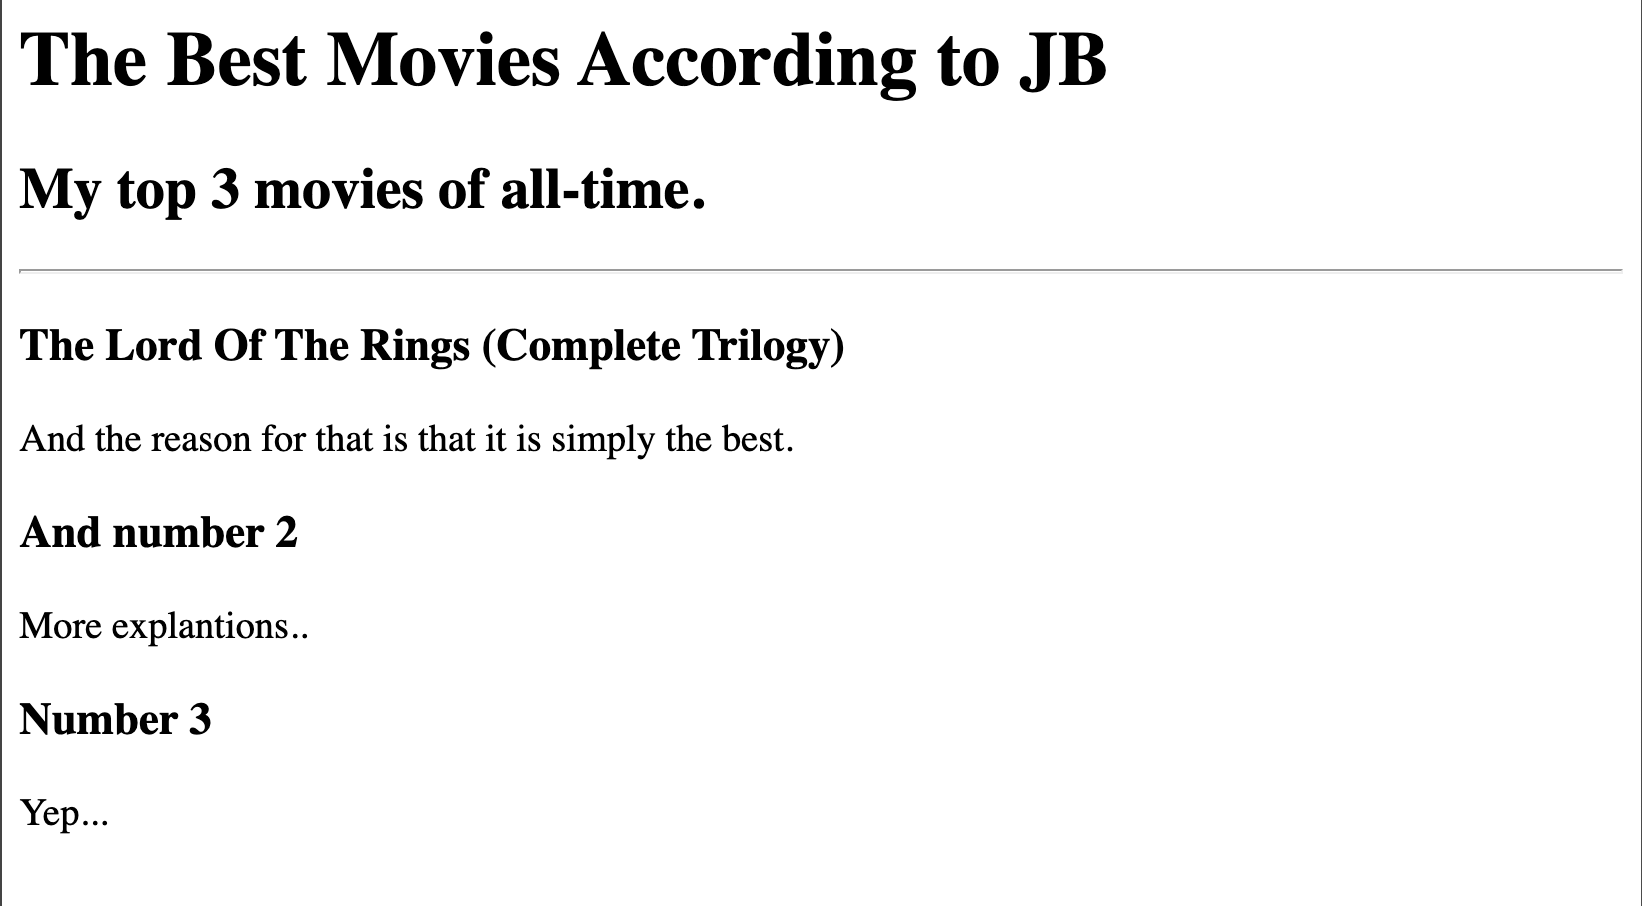 The Best Movies According to JB
My top 3 movies of all-time.
The Lord Of The Rings (Complete Trilogy)
And the reason for that is that it is simply the best.
And number 2
More explantions..
Number 3
Yep...